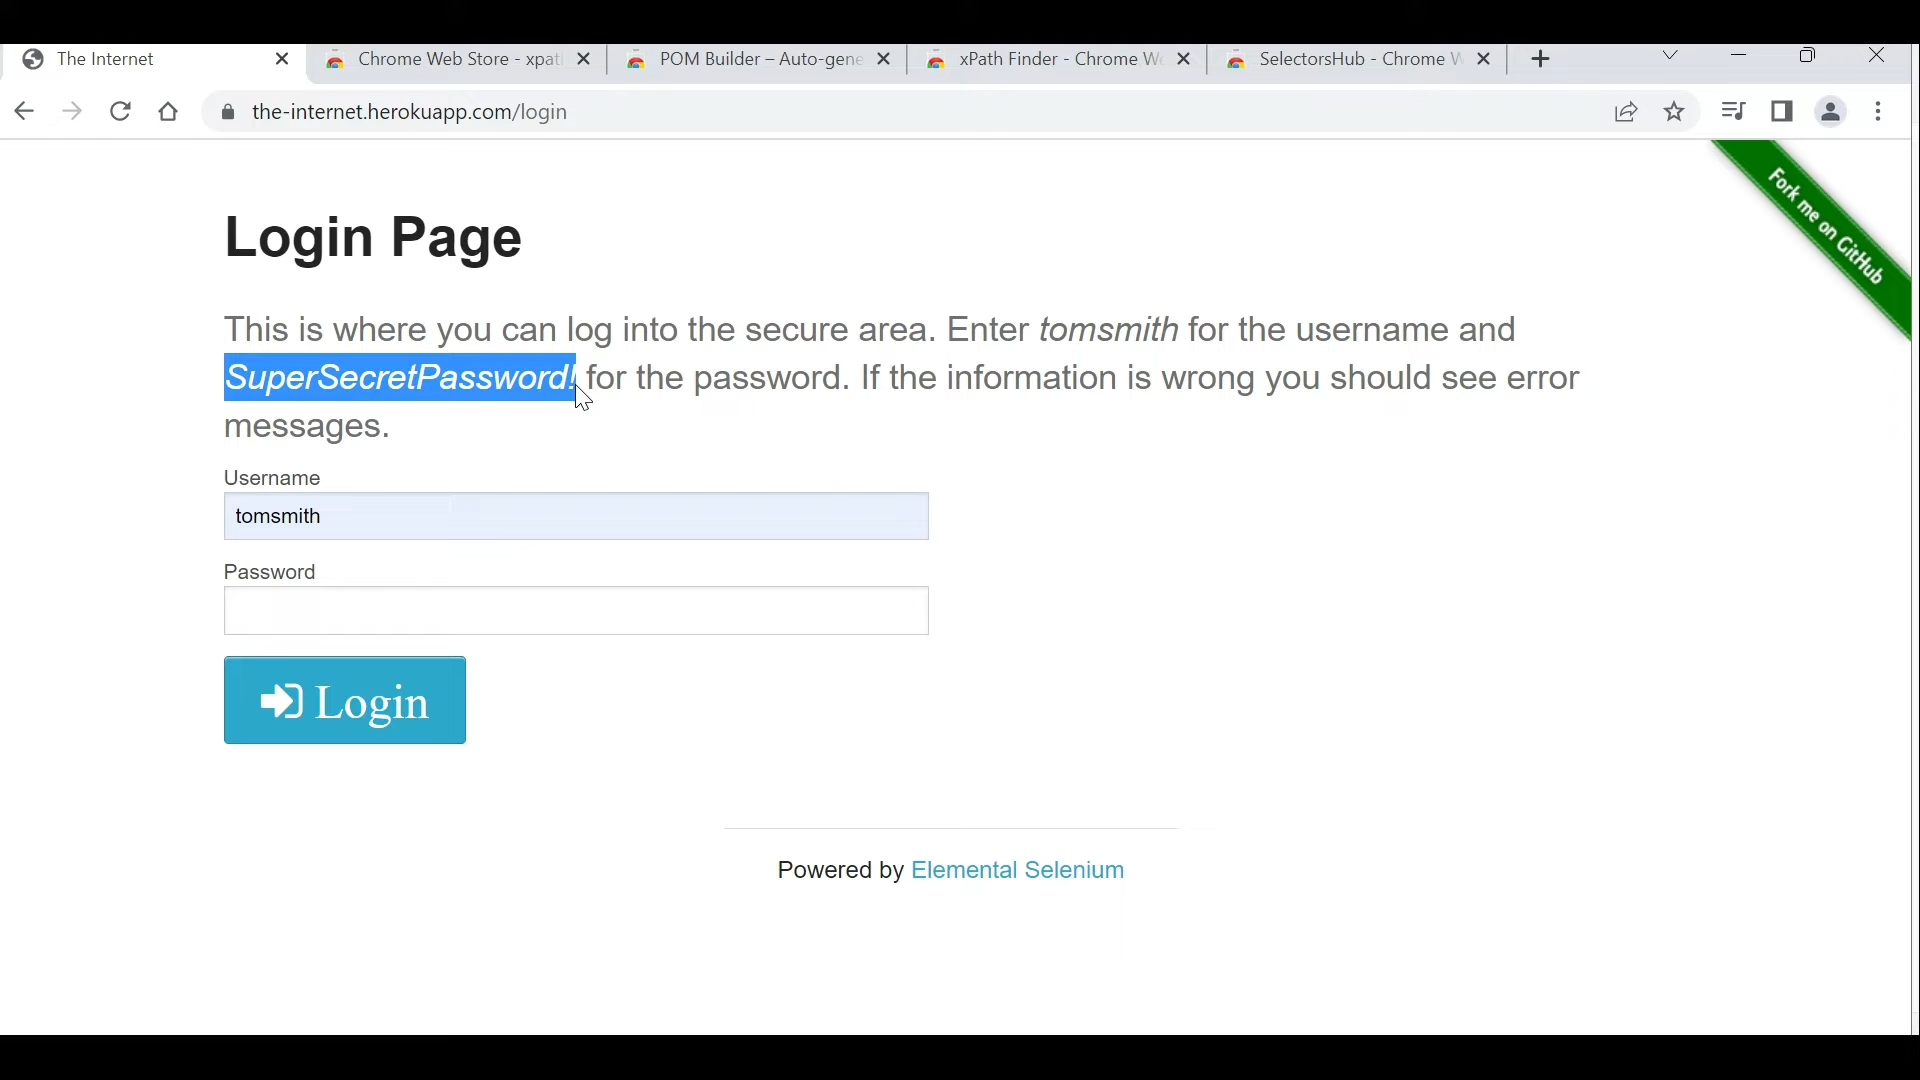 The Internet
Chrome Web Store - xpat
POM Builder – Auto-gene
xPath Finder - Chrome We
SelectorsHub - Chrome W
the-internet.herokuapp.com/login
Fork me on GitHub
Login Page
This is where you can log into the secure area. Enter tomsmith for the username and
SuperSecretPassword! for the password. If the information is wrong you should see error
messages.
Username
tomsmith
Password
Login
Powered by Elemental Selenium